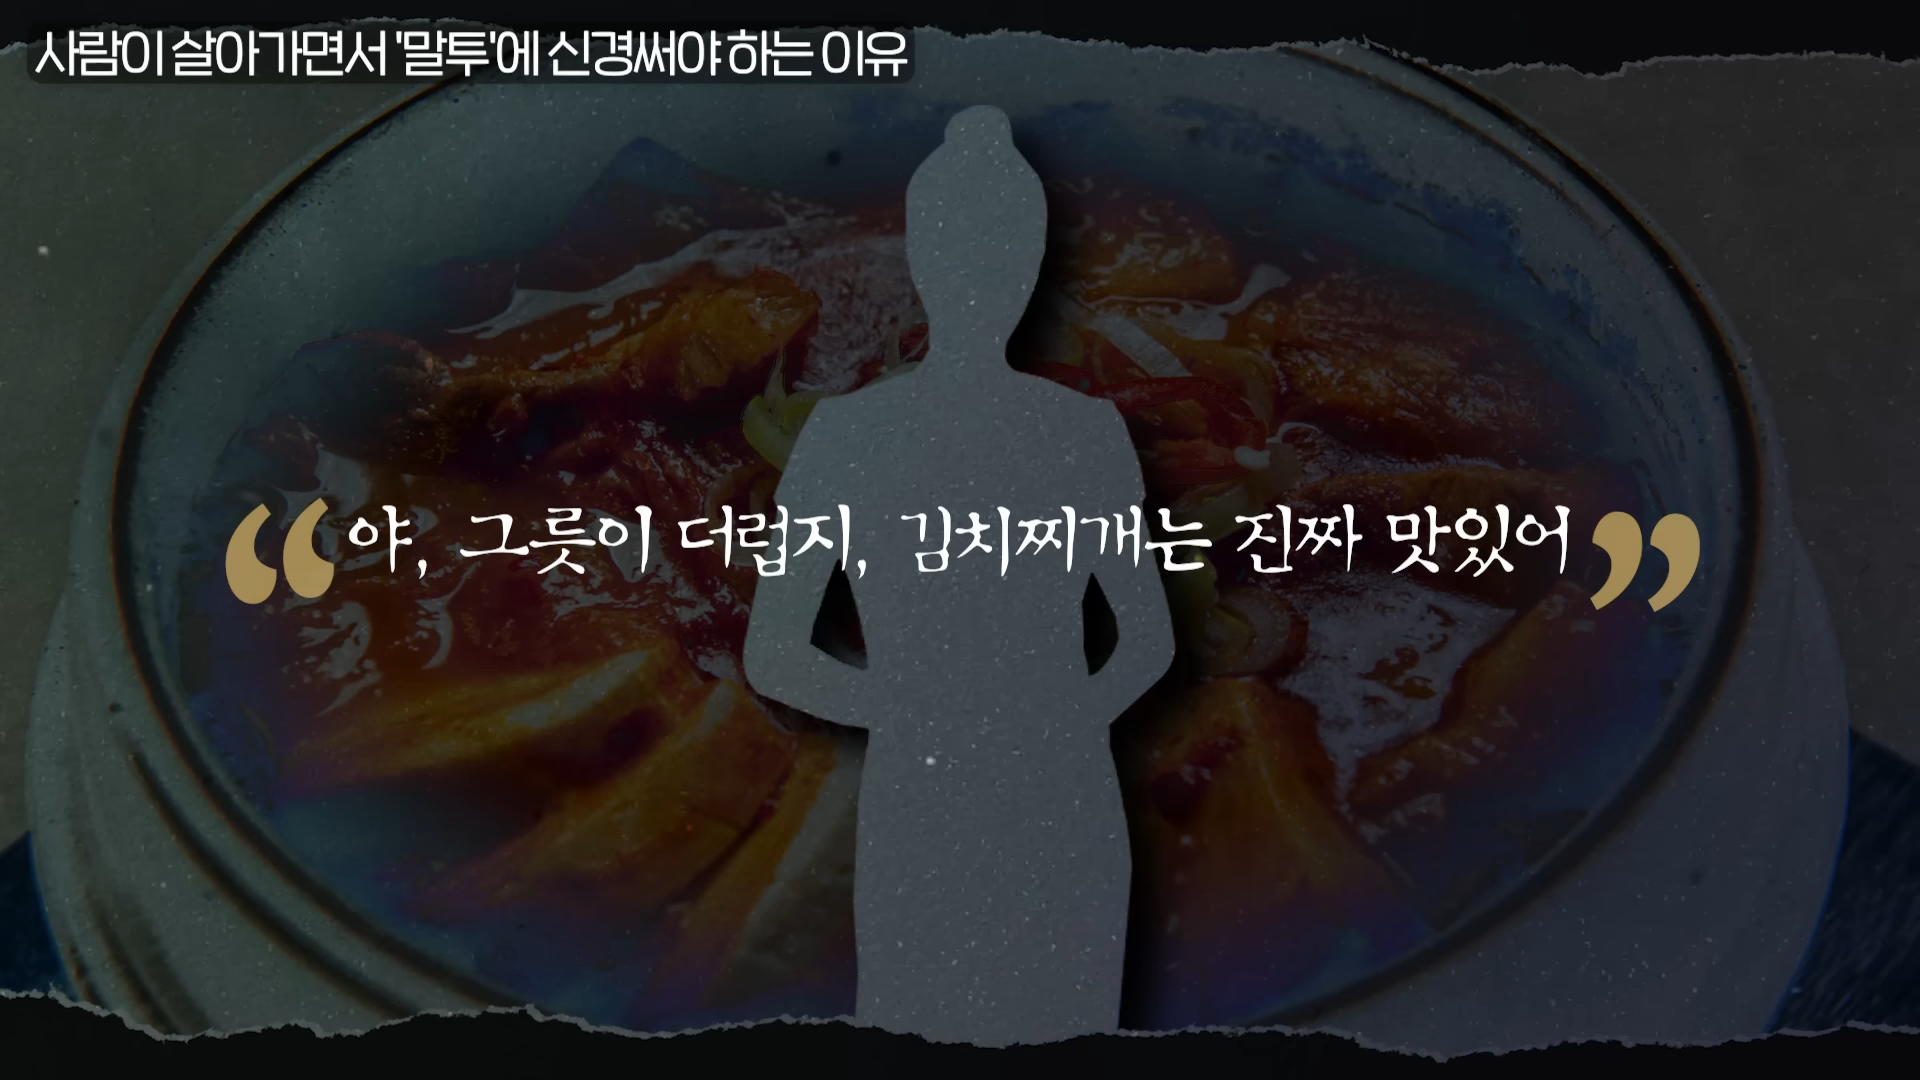 사람이 살아가면서 '말투'에 신경써야 하는 이유
“야, 그릇이 더럽지, 김치찌개는 진짜 맛있어”